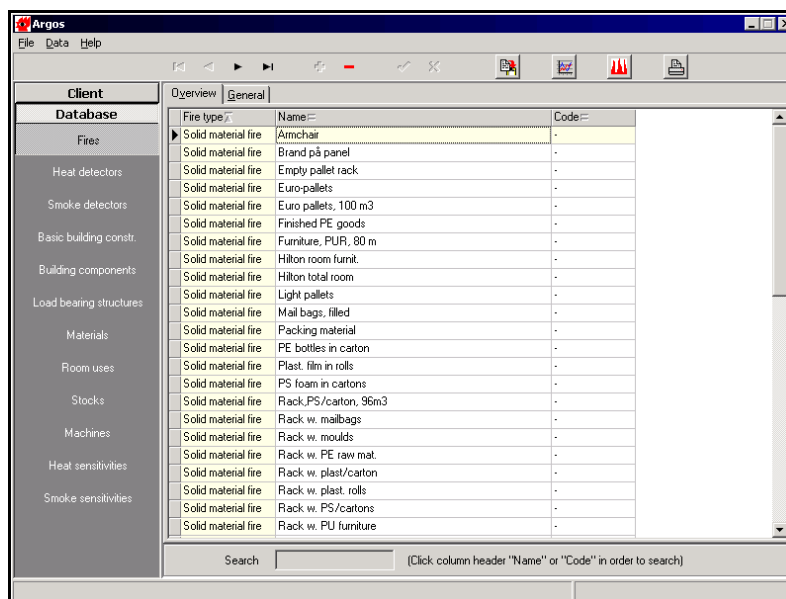 Argos
File Data Help
Client
Database
Fires
Heat detectors
Smoke detectors
Basic building constr.
Building components
Load bearing structures
Materials
Room uses
Stocks
Machines
Heat sensitivities
Smoke sensitivities
Overview General
Fire type Name Code
Solid material fire Armchair -
Solid material fire Brand på panel -
Solid material fire Empty pallet rack -
Solid material fire Euro-pallets -
Solid material fire Euro pallets, 100 m3 -
Solid material fire Finished PE goods -
Solid material fire Furniture, PUR, 80 m -
Solid material fire Hilton room furnit. -
Solid material fire Hilton total room -
Solid material fire Light pallets -
Solid material fire Mail bags, filled -
Solid material fire Packing material -
Solid material fire PE bottles in carton -
Solid material fire Plast. film in rolls -
Solid material fire PS foam in cartons -
Solid material fire Rack,PS/carton, 96m3 -
Solid material fire Rack w. mailbags -
Solid material fire Rack w. moulds -
Solid material fire Rack w. PE raw mat. -
Solid material fire Rack w. plast/carton -
Solid material fire Rack w. plast. rolls -
Solid material fire Rack w. PS/cartons -
Solid material fire Rack w. PU furniture -
Search (Click column header "Name" or "Code" in order to search)